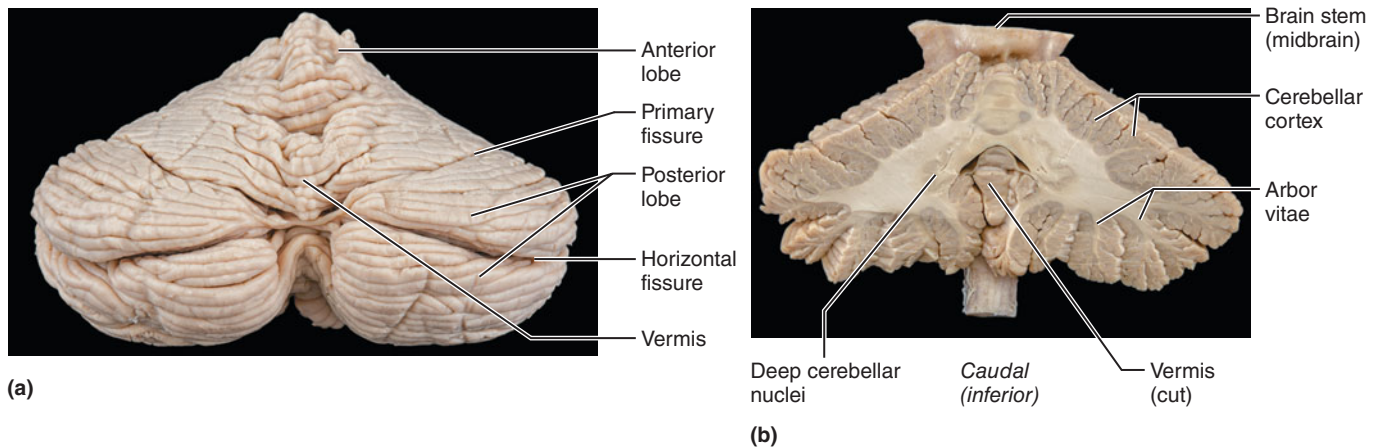 Anterior
lobe
Primary
fissure
Posterior
lobe
Horizontal
fissure
Vermis
(a)
Brain stem
(midbrain)
Cerebellar
cortex
Arbor
vitae
Deep cerebellar
nuclei
Caudal
(inferior)
Vermis
(cut)
(b)